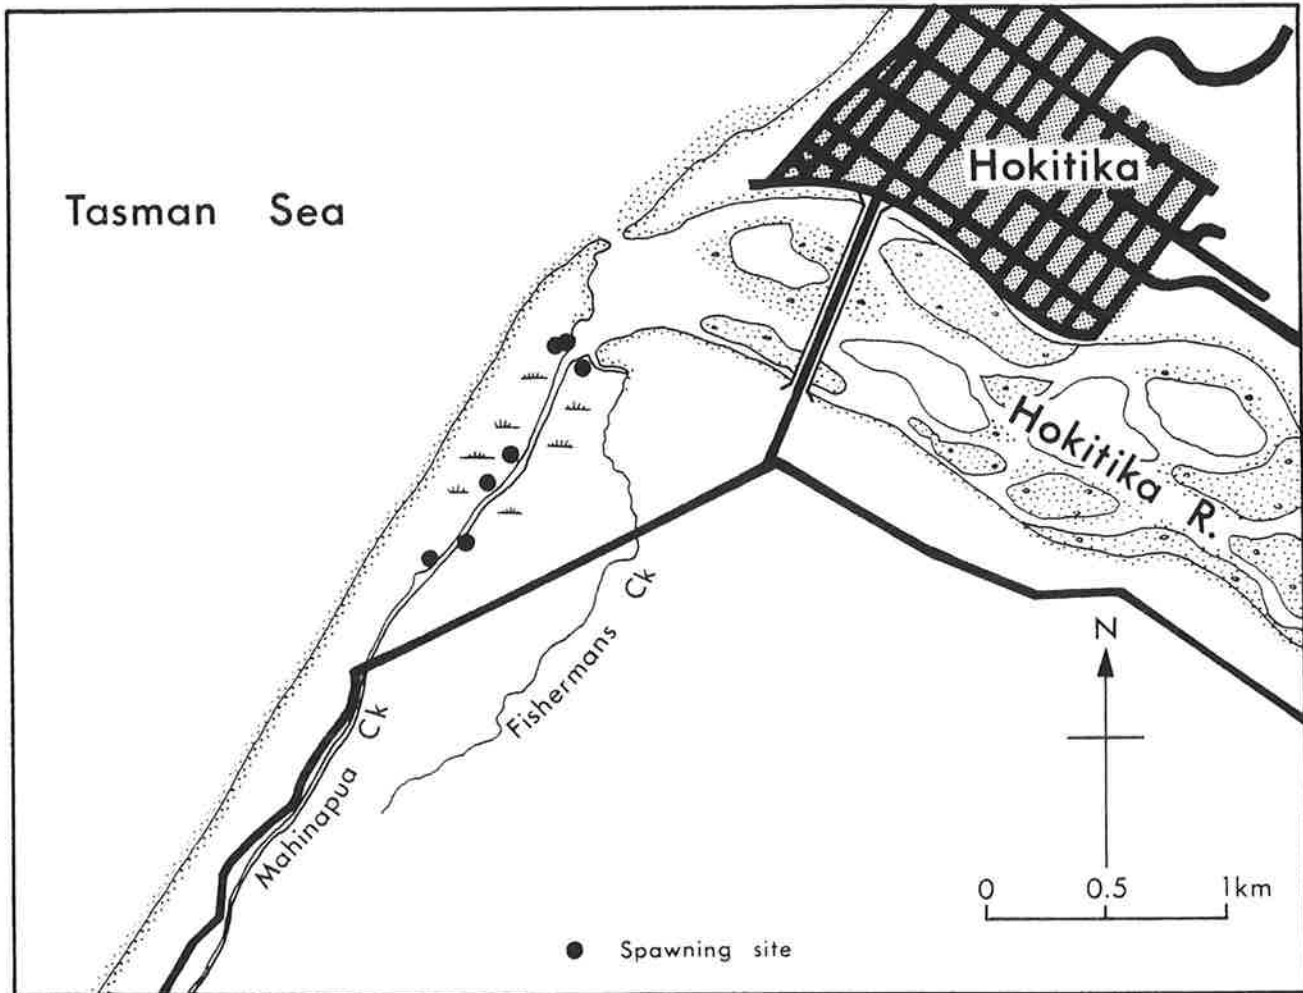 Hokitika
Tasman Sea
Hokitika R.
Fishermans Ck
Mahinapua Ck
N
0 0.5 1km
Spawning site